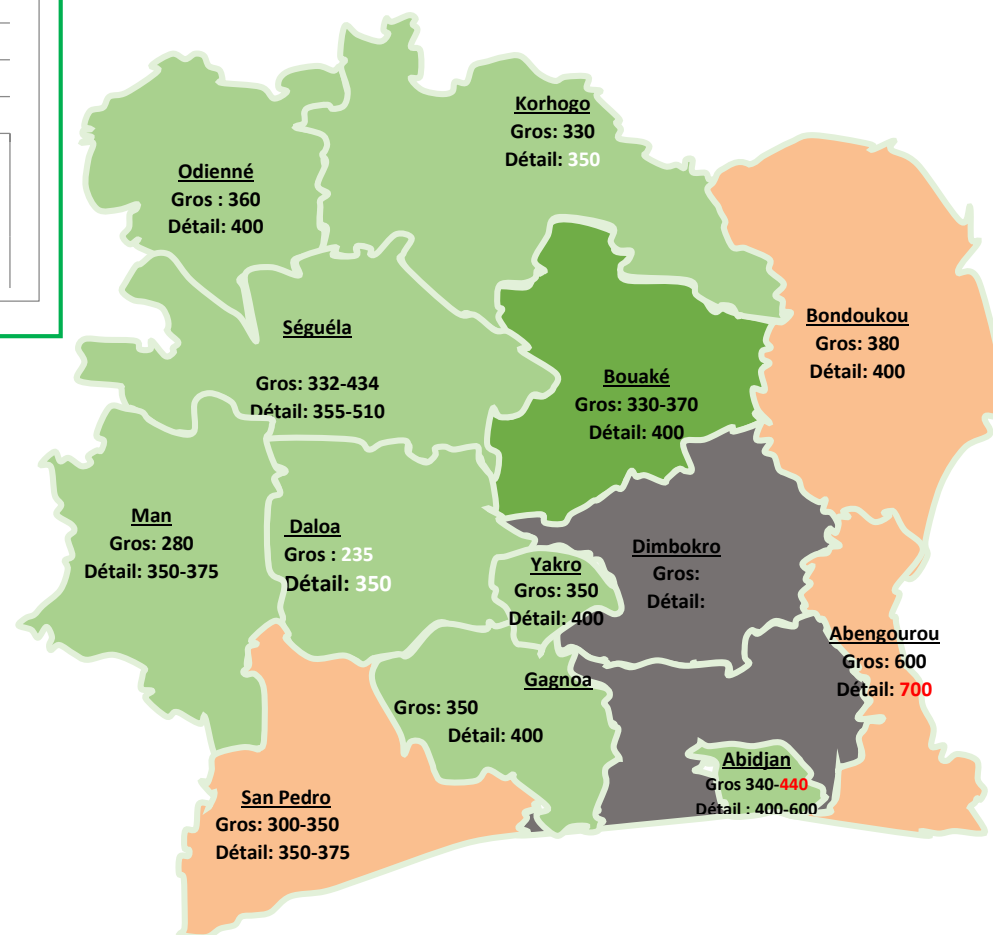 Korhogo
Gros: 330
Détail: 350
Odienné
Gros : 360
Détail: 400
Séguéla
Gros: 332-434
Détail: 355-510
Bondoukou
Gros: 380
Détail: 400
Bouaké
Gros: 330-370
Détail: 400
Man
Gros: 280
Détail: 350-375
Daloa
Gros : 235
Détail: 350
Yakro
Gros: 350
Détail: 400
Dimbokro
Gros:
Détail:
Abengourou
Gros: 600
Détail: 700
Gagnoa
Gros: 350
Détail: 400
Abidjan
Gros 340-440
Détail : 400-600
San Pedro
Gros: 300-350
Détail: 350-375